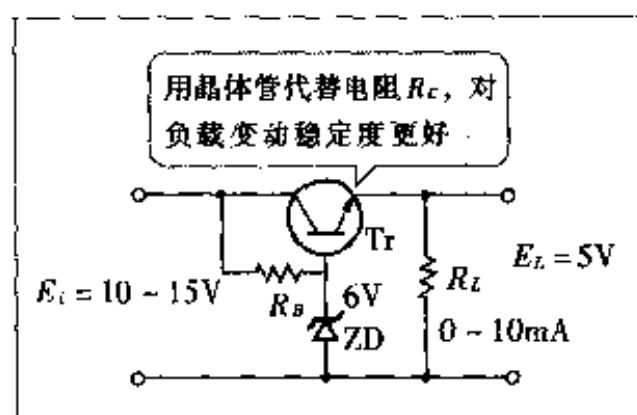 用晶体管代替电阻Rc，对
负载变动稳定度更好
Tr
Ei = 10 ~ 15V
RB
6V
ZD
RL
EL = 5V
0 ~ 10mA